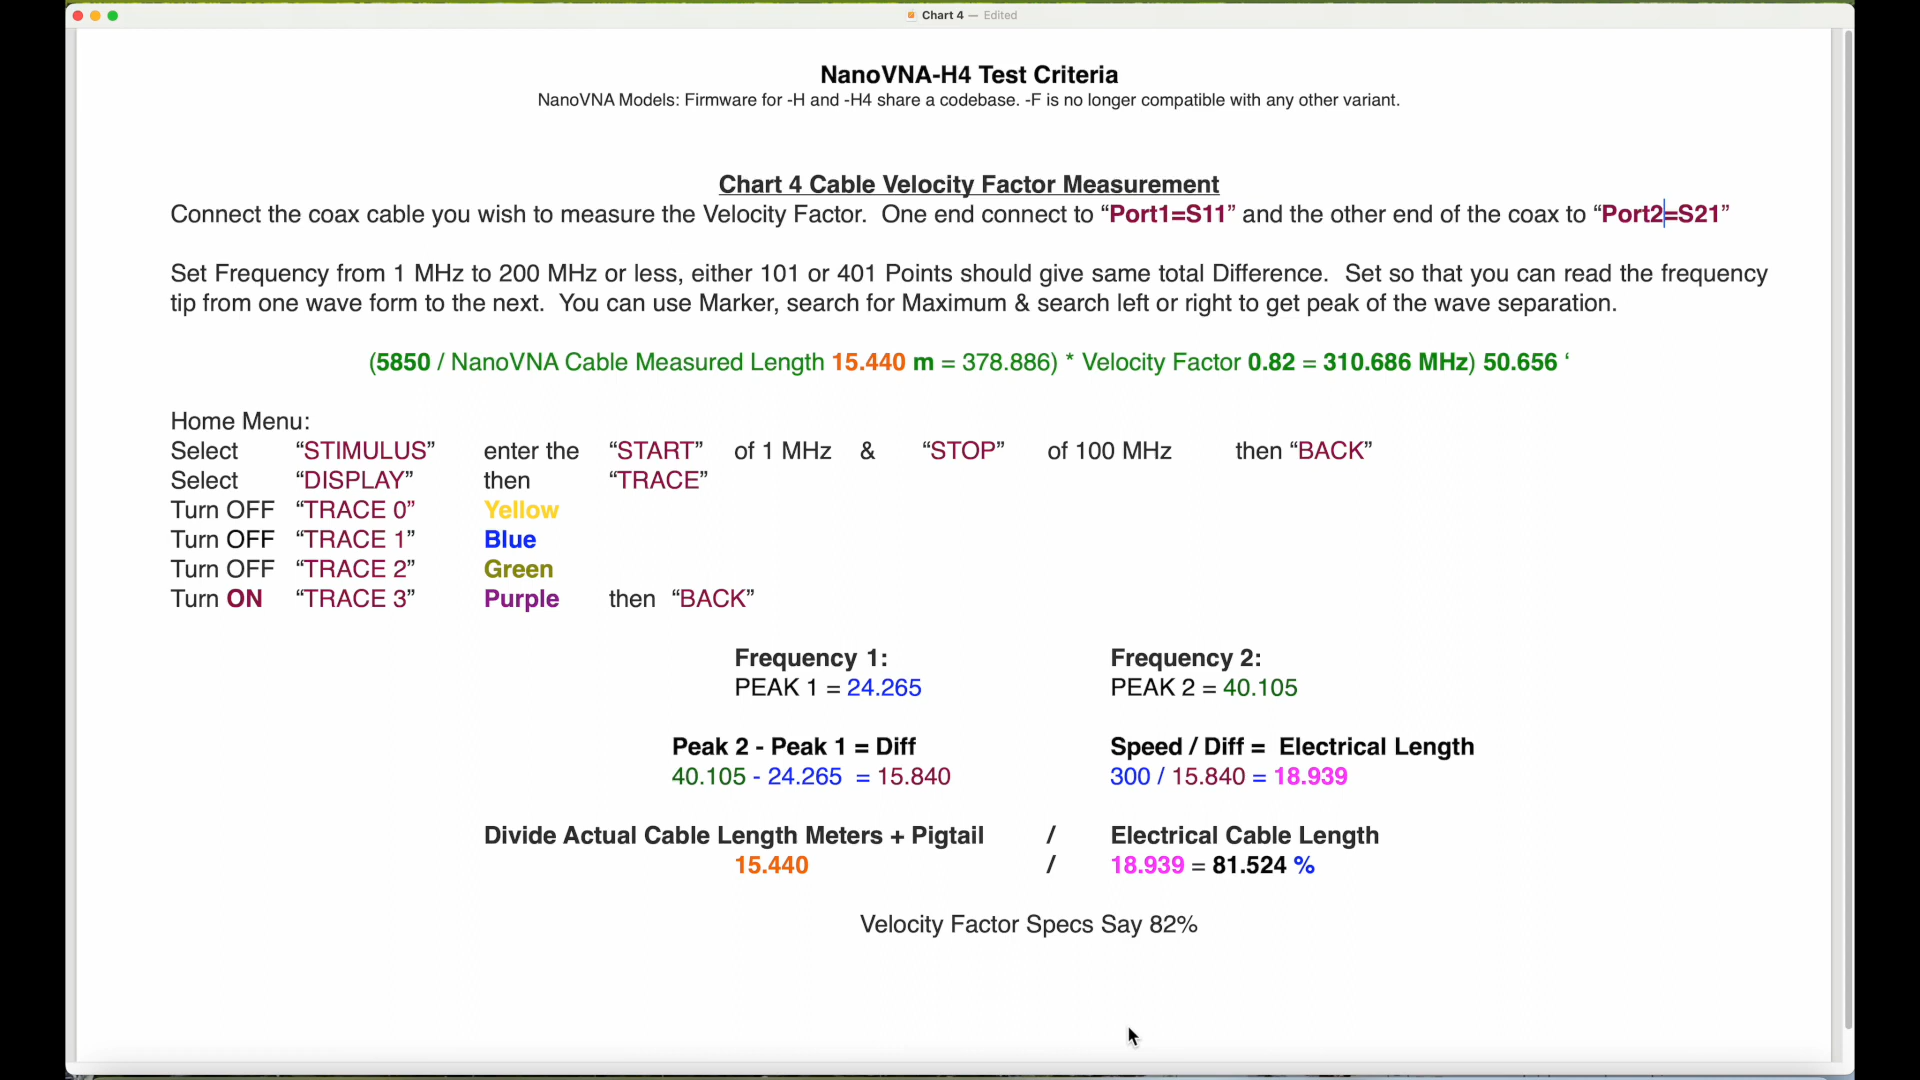 Chart 4 — Edited
NanoVNA-H4 Test Criteria
NanoVNA Models: Firmware for -H and -H4 share a codebase. -F is no longer compatible with any other variant.
Chart 4 Cable Velocity Factor Measurement
Connect the coax cable you wish to measure the Velocity Factor. One end connect to “Port1=S11” and the other end of the coax to “Port2=S21”
Set Frequency from 1 MHz to 200 MHz or less, either 101 or 401 Points should give same total Difference. Set so that you can read the frequency
tip from one wave form to the next. You can use Marker, search for Maximum & search left or right to get peak of the wave separation.
(5850 / NanoVNA Cable Measured Length 15.440 m = 378.886) * Velocity Factor 0.82 = 310.686 MHz) 50.656 ‘
Home Menu:
Select “STIMULUS” enter the “START” of 1 MHz & “STOP” of 100 MHz then “BACK”
Select “DISPLAY” then “TRACE”
Turn OFF “TRACE 0” Yellow
Turn OFF “TRACE 1” Blue
Turn OFF “TRACE 2” Green
Turn ON “TRACE 3” Purple then “BACK”
Frequency 1: Frequency 2:
PEAK 1 = 24.265 PEAK 2 = 40.105
Peak 2 - Peak 1 = Diff Speed / Diff = Electrical Length
40.105 - 24.265 = 15.840 300 / 15.840 = 18.939
Divide Actual Cable Length Meters + Pigtail / Electrical Cable Length
15.440 / 18.939 = 81.524 %
Velocity Factor Specs Say 82%